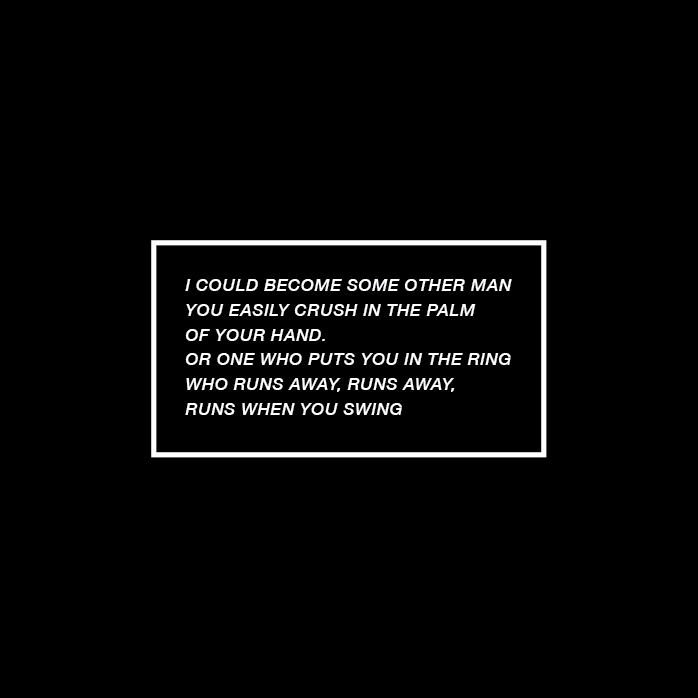 I COULD BECOME SOME OTHER MAN
YOU EASILY CRUSH IN THE PALM
OF YOUR HAND.
OR ONE WHO PUTS YOU IN THE RING
WHO RUNS AWAY, RUNS AWAY,
RUNS WHEN YOU SWING